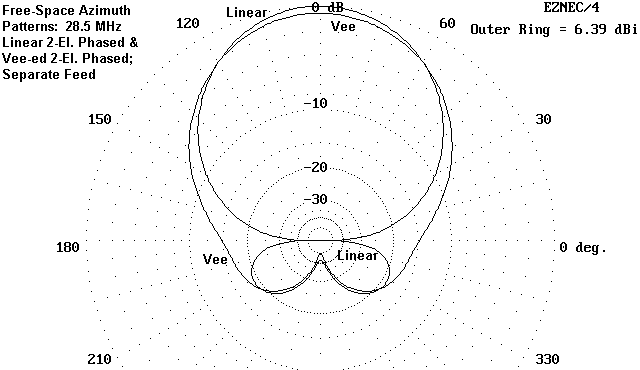 Free-Space Azimuth
Patterns: 28.5 MHz
Linear 2-El. Phased &
Vee-ed 2-El. Phased;
Separate Feed
EZNEC/4
Outer Ring = 6.39 dBi
0 dB
Linear
Vee
120
60
-10
150
30
-20
-30
180
0 deg.
Vee
Linear
210
330